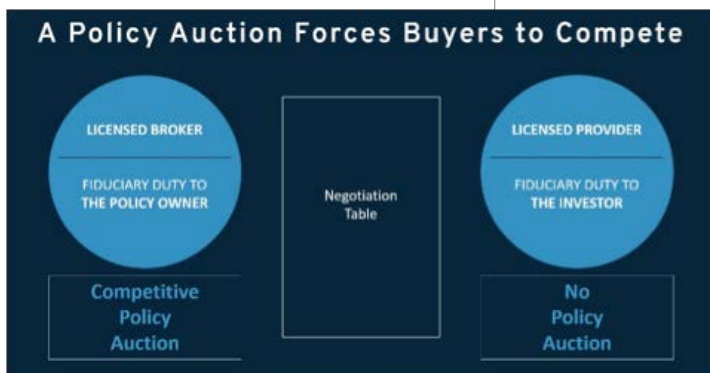 A Policy Auction Forces Buyers to Compete
LICENSED BROKER
FIDUCIARY DUTY TO
THE POLICY OWNER
Competitive
Policy
Auction
Negotiation
Table
LICENSED PROVIDER
FIDUCIARY DUTY TO
THE INVESTOR
No
Policy
Auction